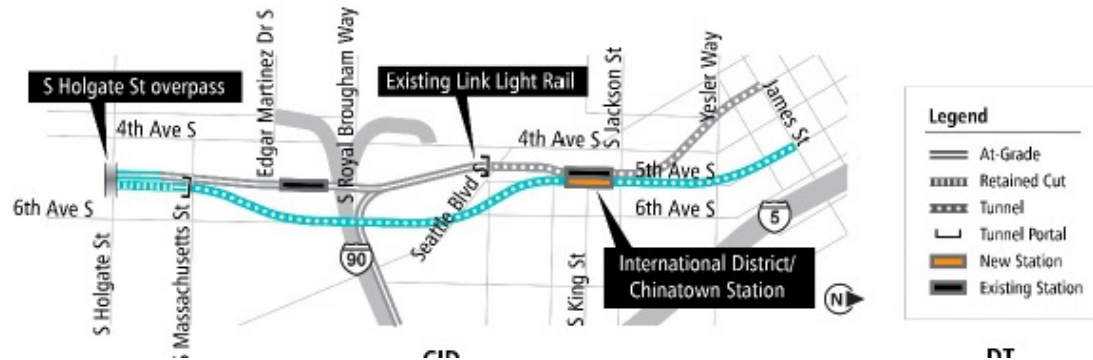 Edgar Martinez Dr S
S Royal Brougham Way
S Jackson St
Yesler Way
James St
S Holgate St overpass
Existing Link Light Rail
4th Ave S
4th Ave S
5th Ave S
6th Ave S
6th Ave S
Seattle Blvd S
S Holgate St
S Massachusetts St
90
5
S King St
International District/
Chinatown Station
N
Legend
At-Grade
Retained Cut
Tunnel
Tunnel Portal
New Station
Existing Station
CID
DT